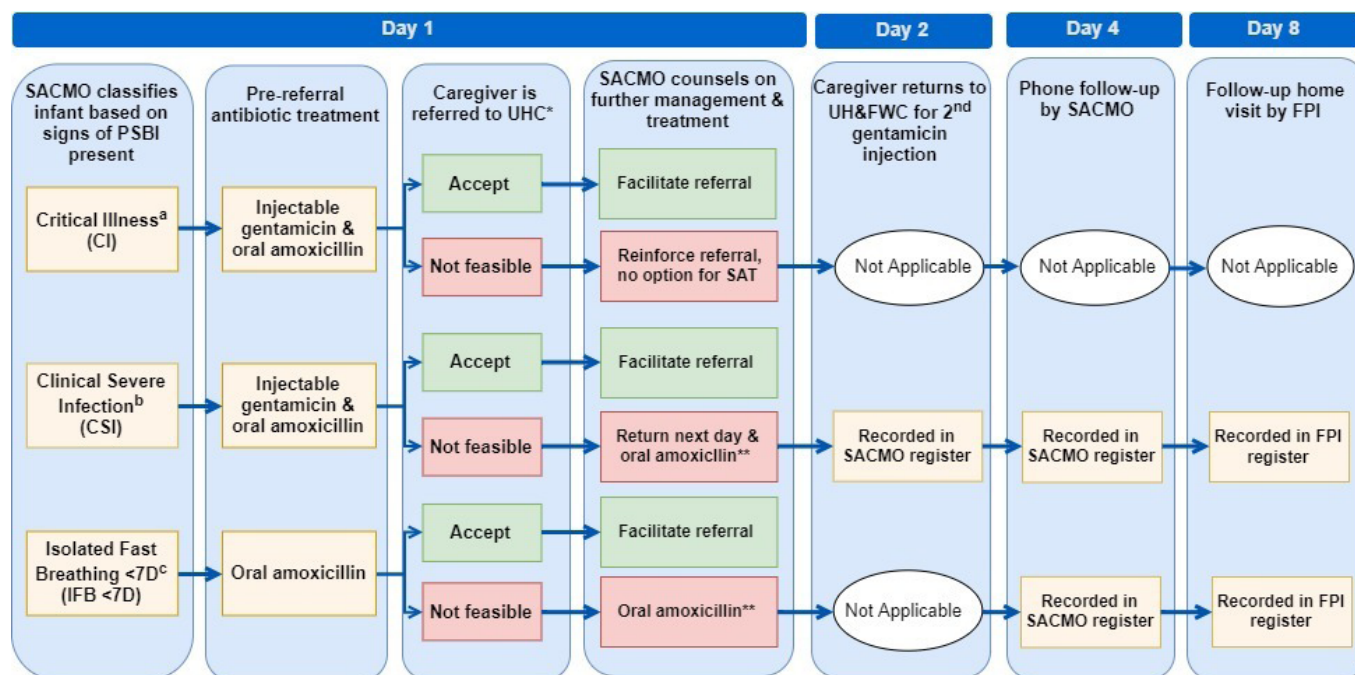 Day 1
Day 2
Day 4
Day 8
SACMO classifies
infant based on
signs of PSBI
present
Pre-referral
antibiotic treatment
Caregiver is
referred to UHC*
SACMO counsels on
further management &
treatment
Caregiver returns to
UH&FWC for 2nd
gentamicin
injection
Phone follow-up
by SACMO
Follow-up home
visit by FPI
Critical Illnessa
(CI)
Injectable
gentamicin &
oral amoxicillin
Accept
Facilitate referral
Not feasible
Reinforce referral,
no option for SAT
Not Applicable
Not Applicable
Not Applicable
Clinical Severe
Infectionb
(CSI)
Injectable
gentamicin &
oral amoxicillin
Accept
Facilitate referral
Not feasible
Return next day &
oral amoxicllin**
Recorded in
SACMO register
Recorded in
SACMO register
Recorded in FPI
register
Isolated Fast
Breathing <7Dc
(IFB <7D)
Oral amoxicillin
Accept
Facilitate referral
Not feasible
Oral amoxicillin**
Not Applicable
Recorded in
SACMO register
Recorded in FPI
register